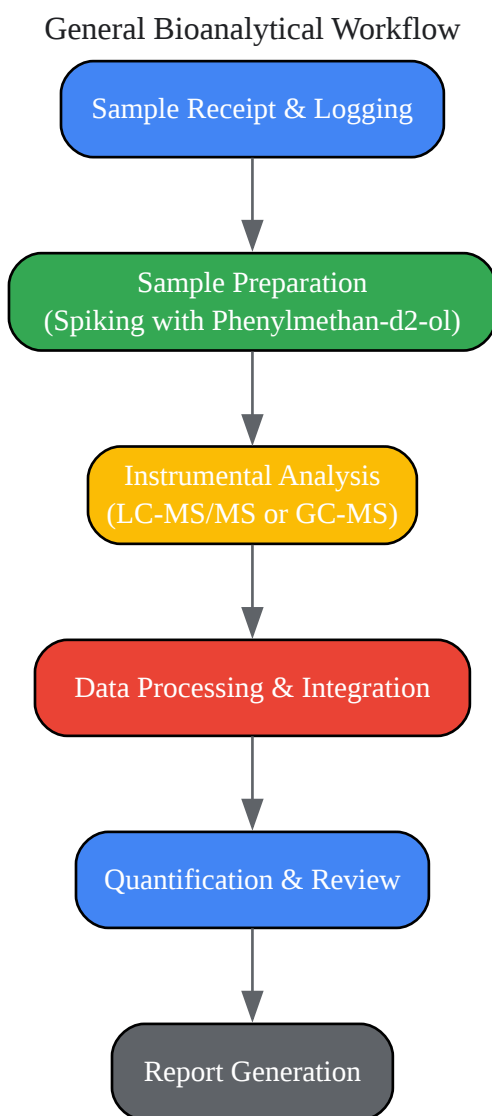 General Bioanalytical Workflow
Sample Receipt & Logging
Sample Preparation
(Spiking with Phenylmethan-d2-ol)
Instrumental Analysis
(LC-MS/MS or GC-MS)
Data Processing & Integration
Quantification & Review
Report Generation